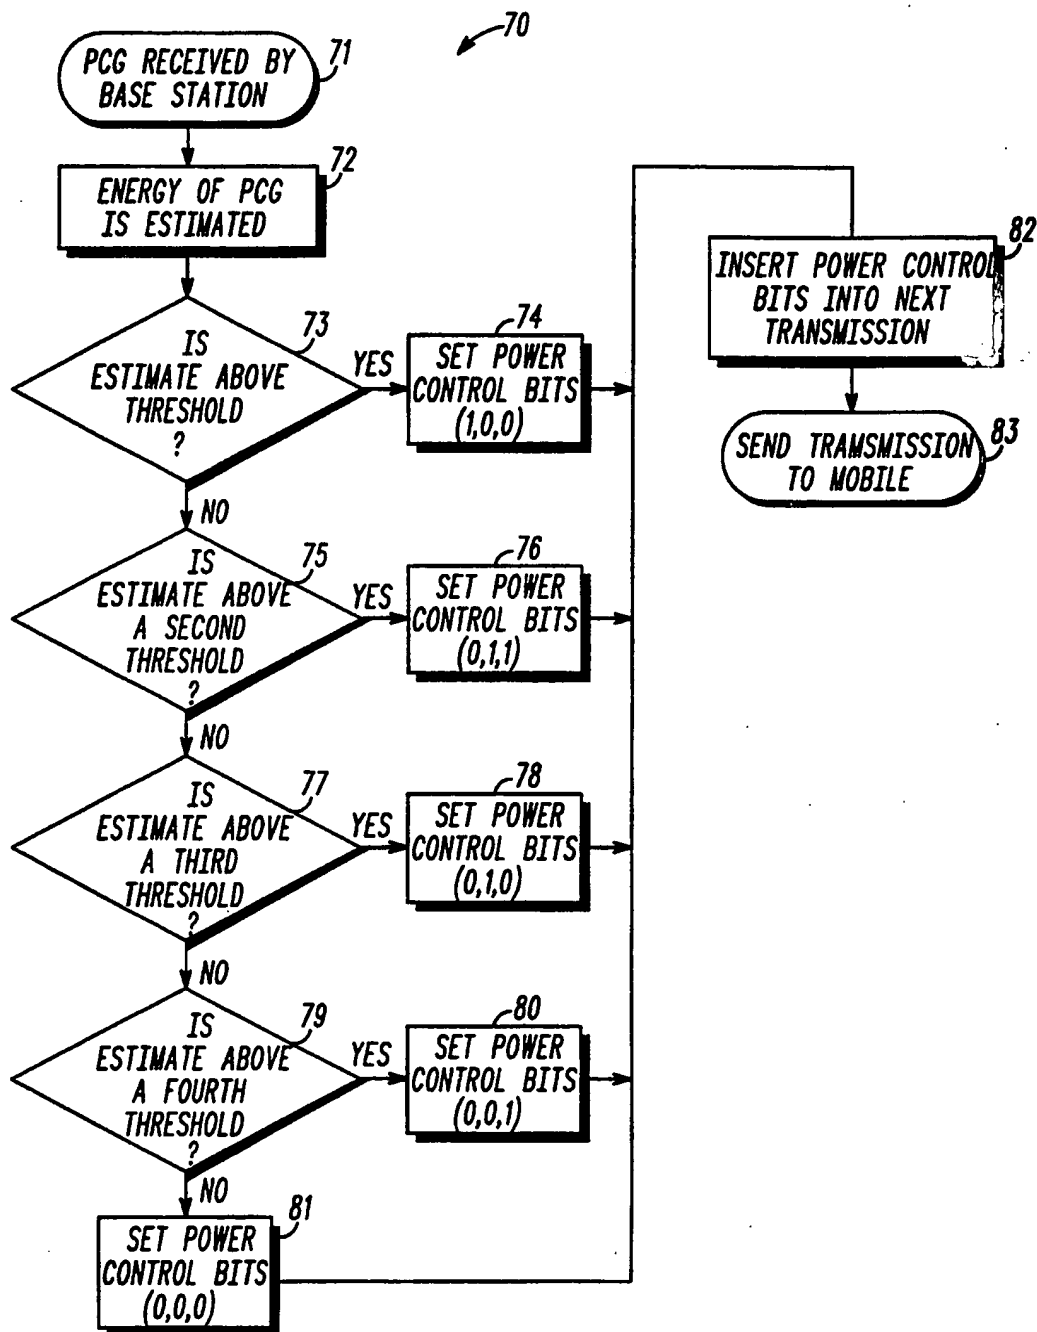 70
PCG RECEIVED BY
BASE STATION
71
ENERGY OF PCG
IS ESTIMATED
72
IS
ESTIMATE ABOVE
THRESHOLD
?
73
YES
NO
SET POWER
CONTROL BITS
(1,0,0)
74
IS
ESTIMATE ABOVE
A SECOND
THRESHOLD
?
75
YES
NO
SET POWER
CONTROL BITS
(0,1,1)
76
IS
ESTIMATE ABOVE
A THIRD
THRESHOLD
?
77
YES
NO
SET POWER
CONTROL BITS
(0,1,0)
78
IS
ESTIMATE ABOVE
A FOURTH
THRESHOLD
?
79
YES
NO
SET POWER
CONTROL BITS
(0,0,1)
80
SET POWER
CONTROL BITS
(0,0,0)
81
INSERT POWER CONTROL
BITS INTO NEXT
TRANSMISSION
82
SEND TRAMSMISSION
TO MOBILE
83